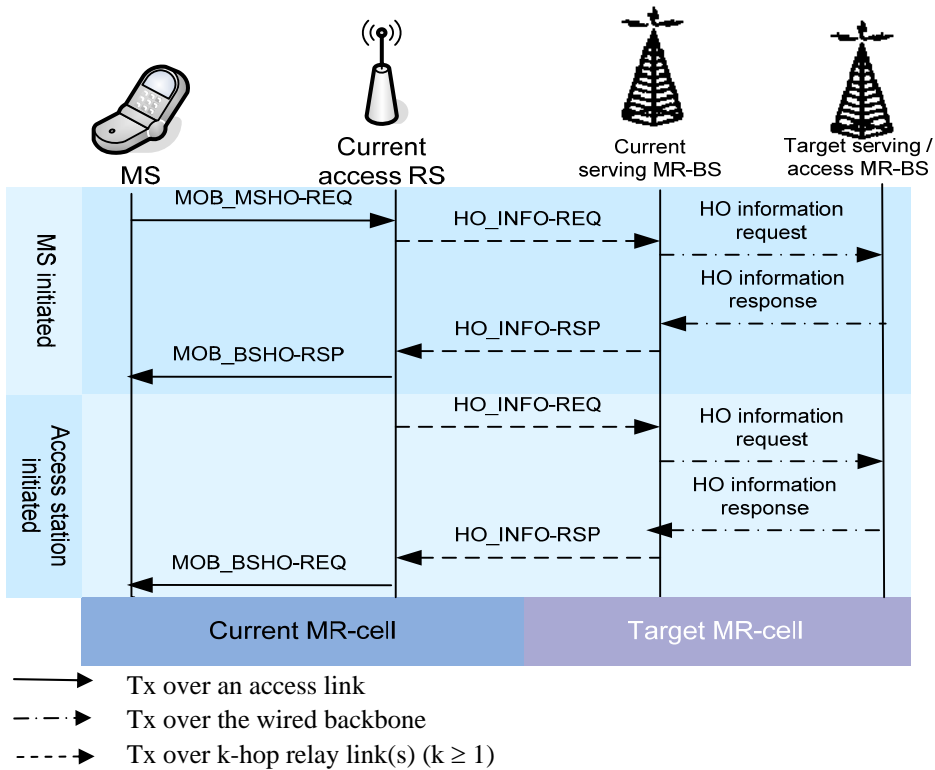 MS
Current
access RS
Current
serving MR-BS
Target serving /
access MR-BS
MS initiated
MOB_MSHO-REQ
HO_INFO-REQ
HO information
request
HO information
response
HO_INFO-RSP
MOB_BSHO-RSP
Access station
initiated
HO_INFO-REQ
HO information
request
HO information
response
HO_INFO-RSP
MOB_BSHO-REQ
Current MR-cell
Target MR-cell
Tx over an access link
Tx over the wired backbone
Tx over k-hop relay link(s) (k ≥ 1)